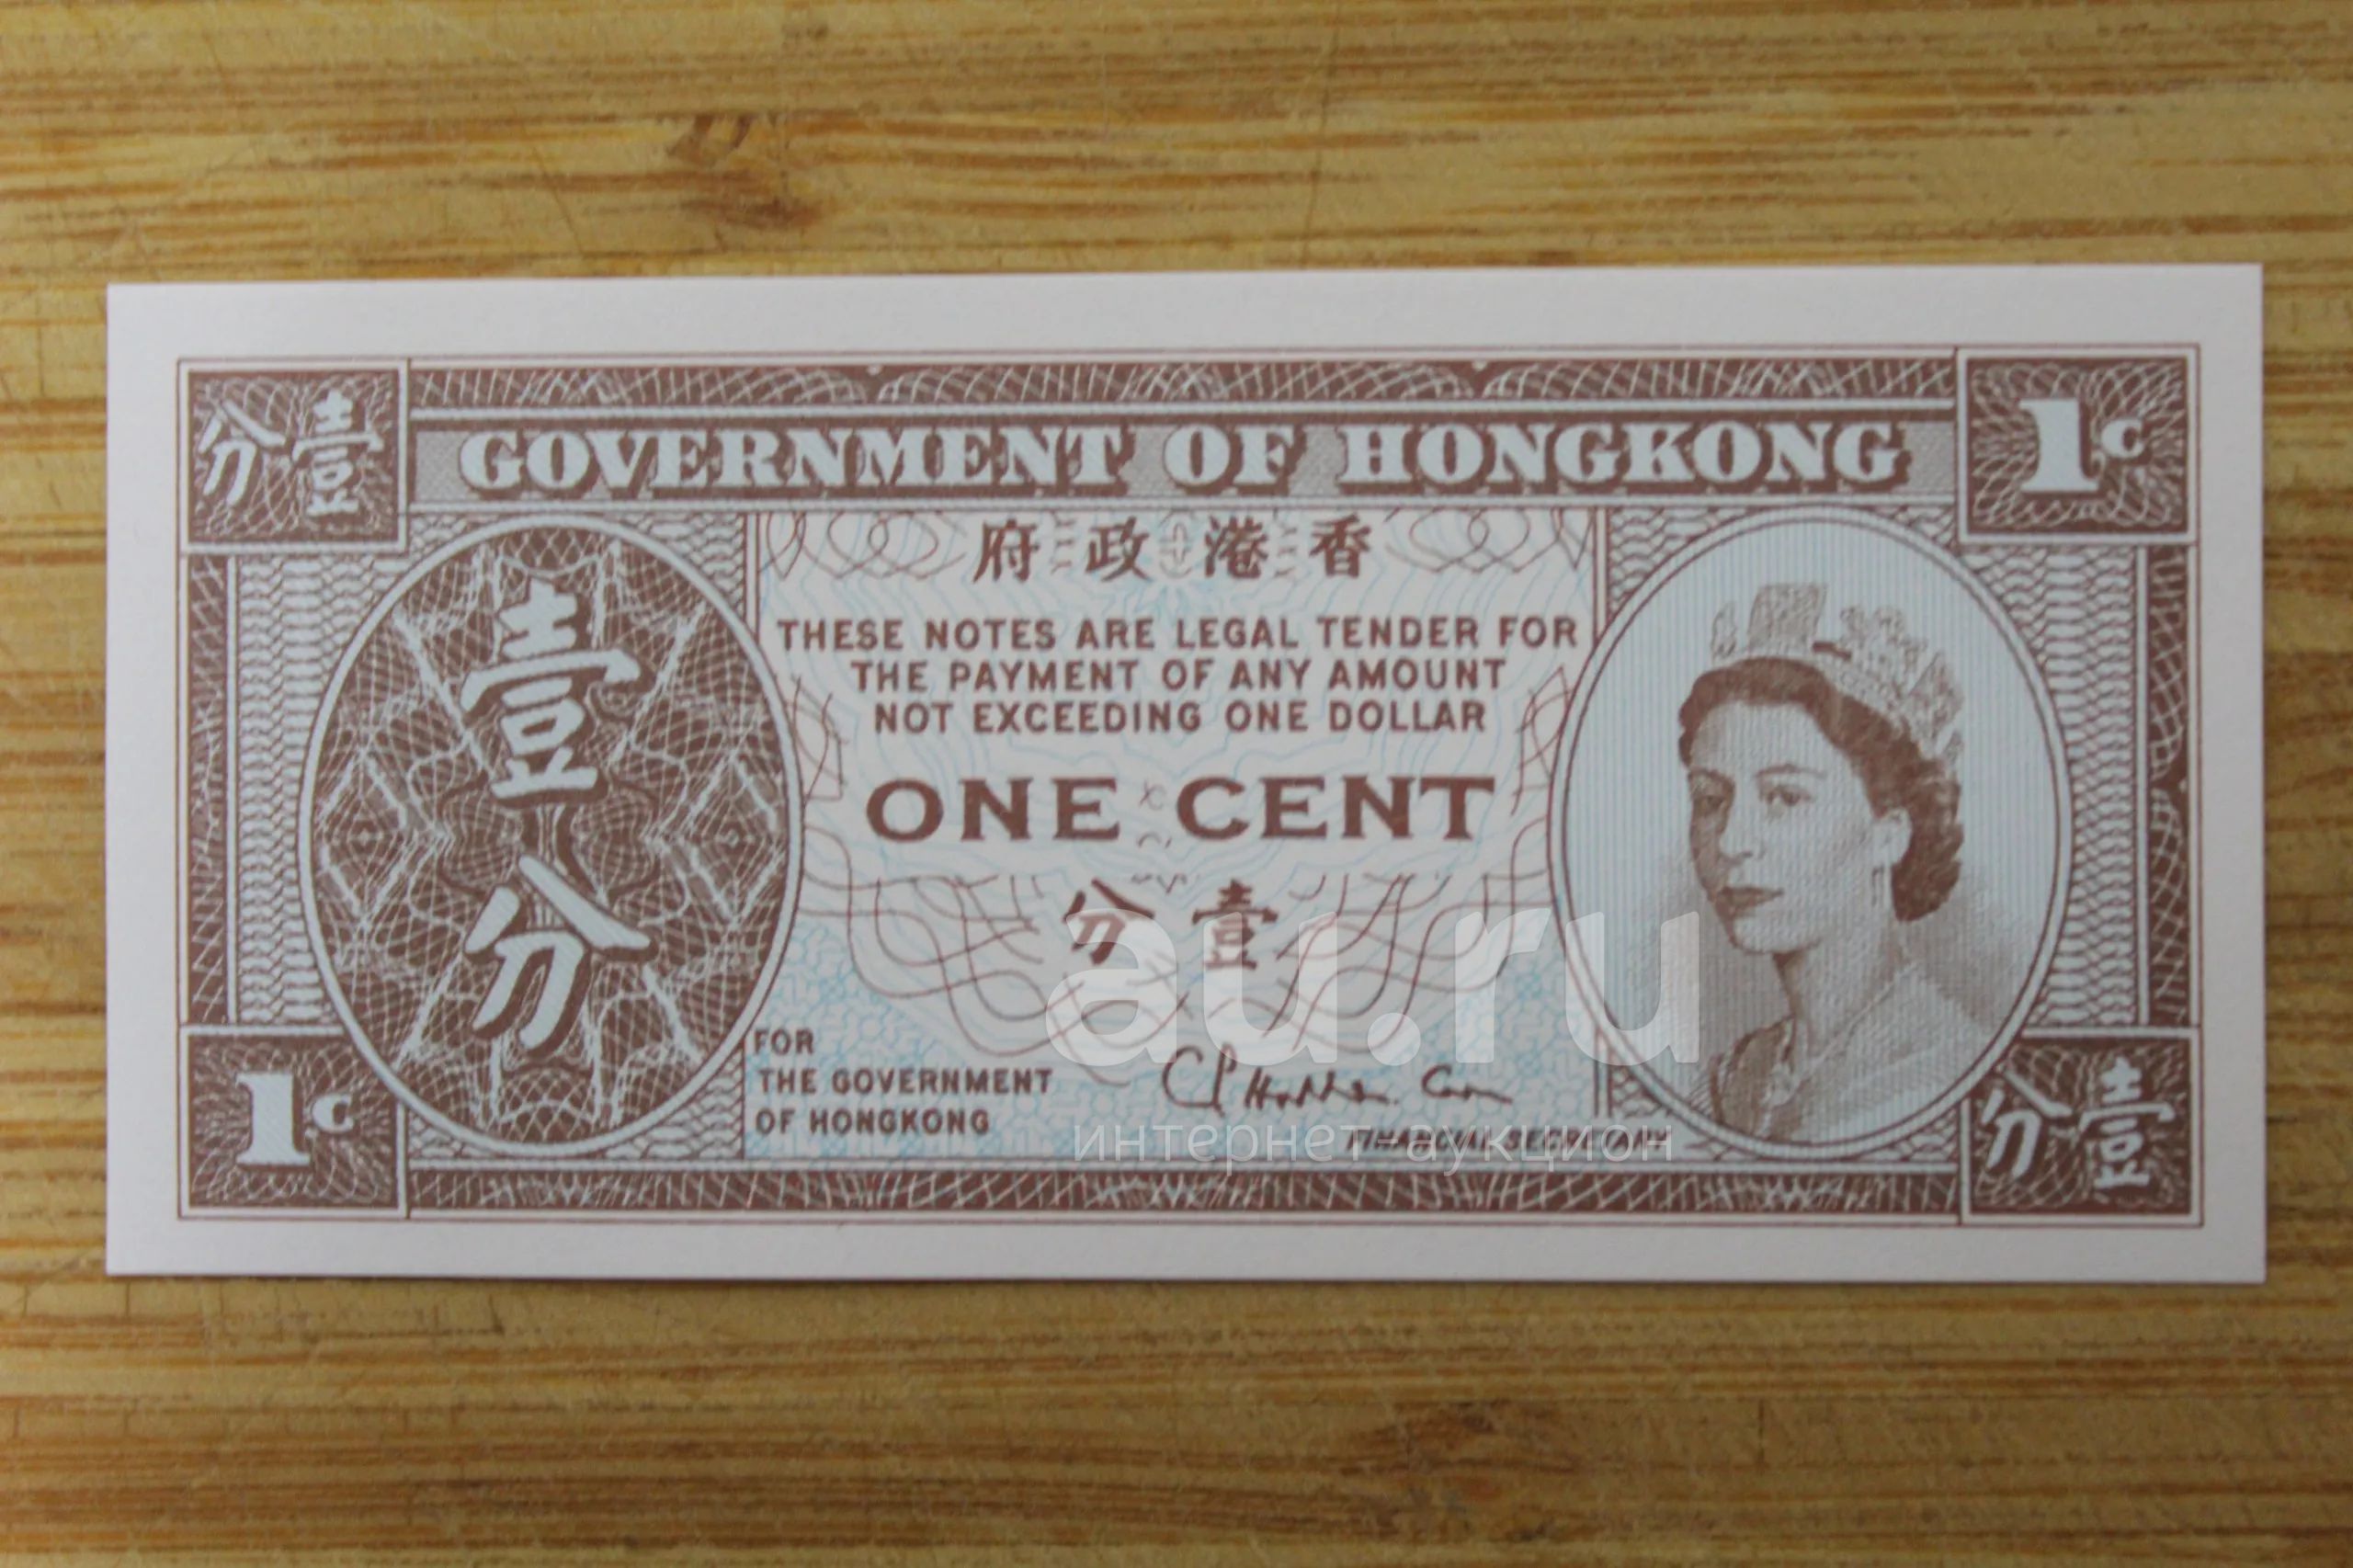 分壹
GOVERNMENT OF HONGKONG
1c
府政港香
壹
分
THESE NOTES ARE LEGAL TENDER FOR
THE PAYMENT OF ANY AMOUNT
NOT EXCEEDING ONE DOLLAR
ONE CENT
分壹
au.ru
FOR
THE GOVERNMENT
OF HONGKONG
FINANCIAL SECRETARY
интернет-аукцион
1c
分壹